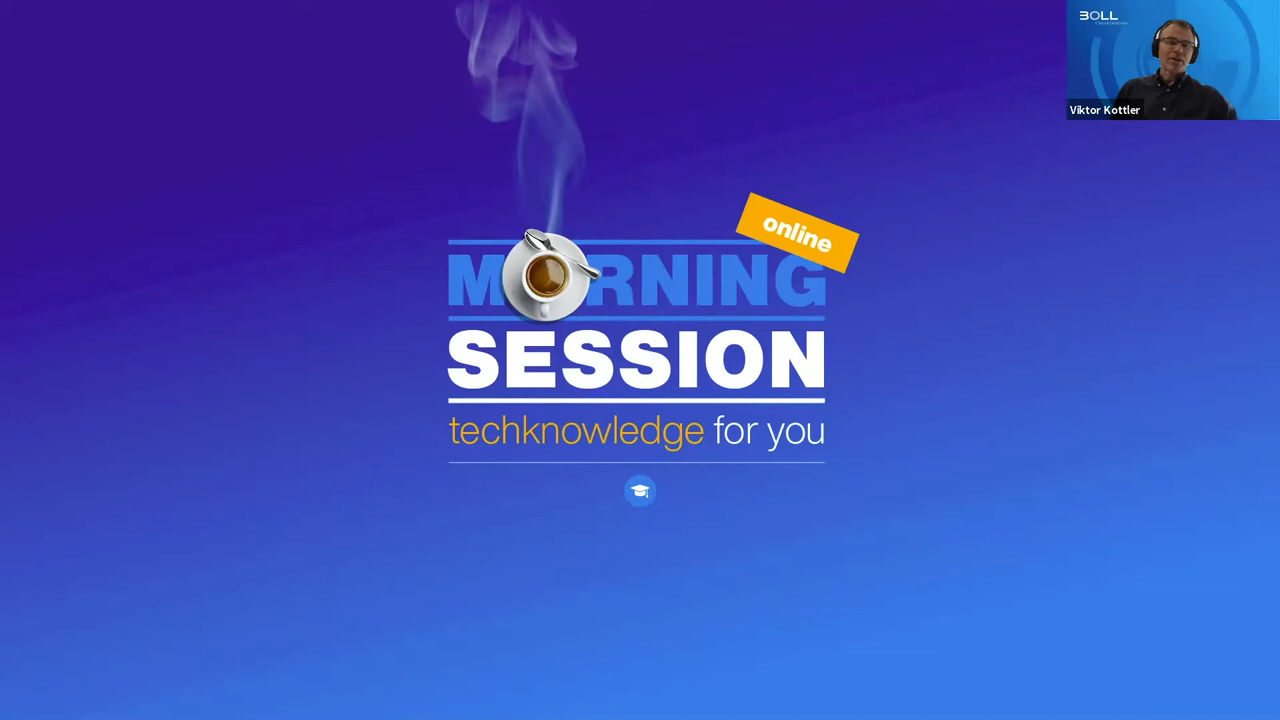 BOLL
Viktor Kottler
online
MORNING
SESSION
techknowledge for you